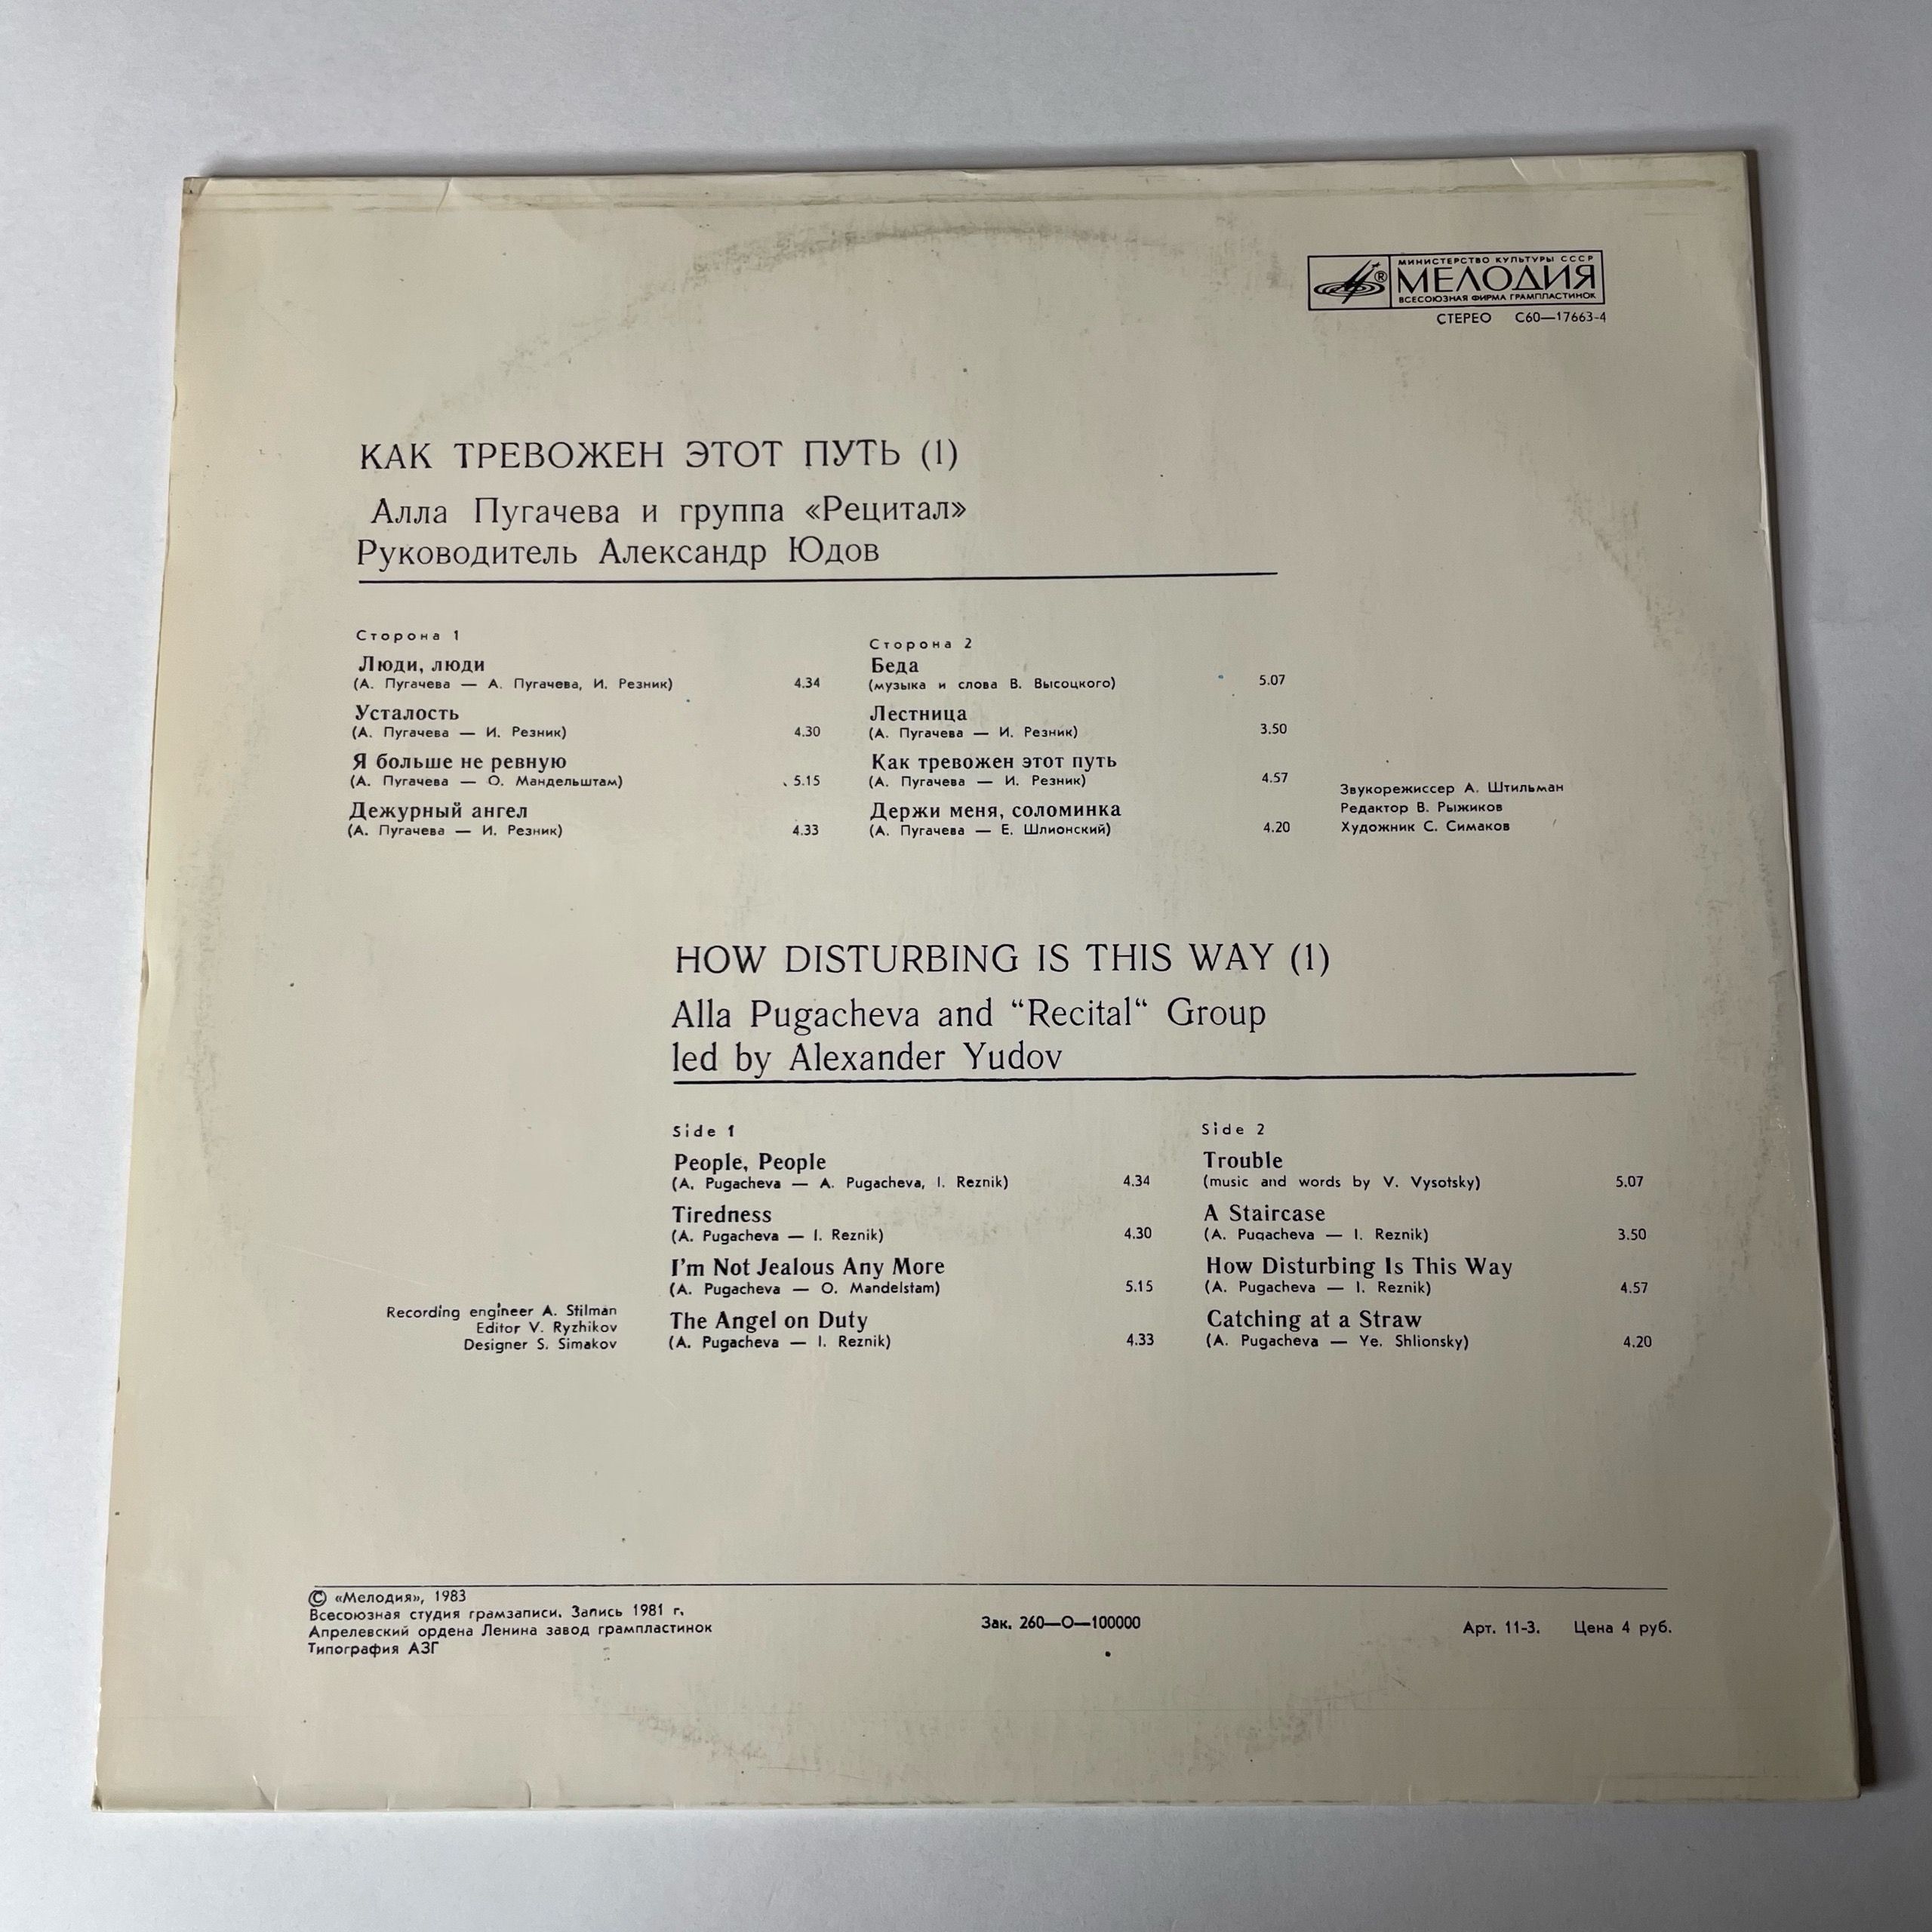 МИНИСТЕРСТВО КУЛЬТУРЫ СССР
®
МЕЛОДИЯ
ВСЕСОЮЗНАЯ ФИРМА ГРАМПЛАСТИНОК
СТЕРЕО С60—17663-4
КАК ТРЕВОЖЕН ЭТОТ ПУТЬ (1)
Алла Пугачева и группа «Рецитал»
Руководитель Александр Юдов
Сторона 1
Люди, люди
(А. Пугачева — А. Пугачева, И. Резник) 4.34
Усталость
(А. Пугачева — И. Резник) 4.30
Я больше не ревную
(А. Пугачева — О. Мандельштам) 5.15
Дежурный ангел
(А. Пугачева — И. Резник) 4.33
Сторона 2
Беда
(музыка и слова В. Высоцкого) 5.07
Лестница
(А. Пугачева — И. Резник) 3.50
Как тревожен этот путь
(А. Пугачева — И. Резник) 4.57
Держи меня, соломинка
(А. Пугачева — Е. Шлионский) 4.20
Звукорежиссер А. Штильман
Редактор В. Рыжиков
Художник С. Симаков
HOW DISTURBING IS THIS WAY (1)
Alla Pugacheva and “Recital“ Group
led by Alexander Yudov
Side 1
People, People
(A. Pugacheva — A. Pugacheva, I. Reznik) 4.34
Tiredness
(A. Pugacheva — I. Reznik) 4.30
I'm Not Jealous Any More
(A. Pugacheva — O. Mandelstam) 5.15
The Angel on Duty
(A. Pugacheva — I. Reznik) 4.33
Side 2
Trouble
(music and words by V. Vysotsky) 5.07
A Staircase
(A. Pugacheva — I. Reznik) 3.50
How Disturbing Is This Way
(A. Pugacheva — I. Reznik) 4.57
Catching at a Straw
(A. Pugacheva — Ye. Shlionsky) 4.20
Recording engineer A. Stilman
Editor V. Ryzhikov
Designer S. Simakov
© «Мелодия», 1983
Всесоюзная студия грамзаписи. Запись 1981 г.
Апрелевский ордена Ленина завод грампластинок
Типография АЗГ
Зак. 260—О—100000
Арт. 11-3. Цена 4 руб.